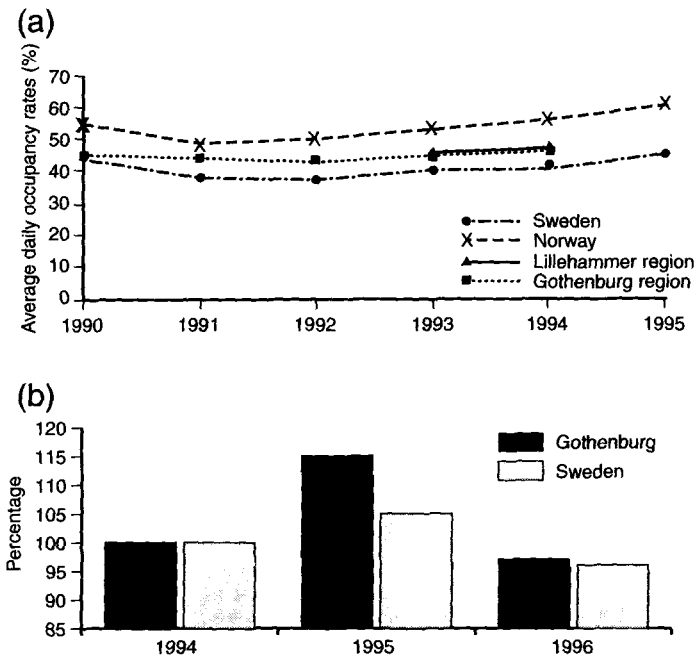 (a)
Average daily occupancy rates (%)
70
60
50
40
30
20
10
0
1990 1991 1992 1993 1994 1995
Sweden
Norway
Lillehammer region
Gothenburg region
(b)
Percentage
120
115
110
105
100
95
90
85
1994 1995 1996
Gothenburg
Sweden